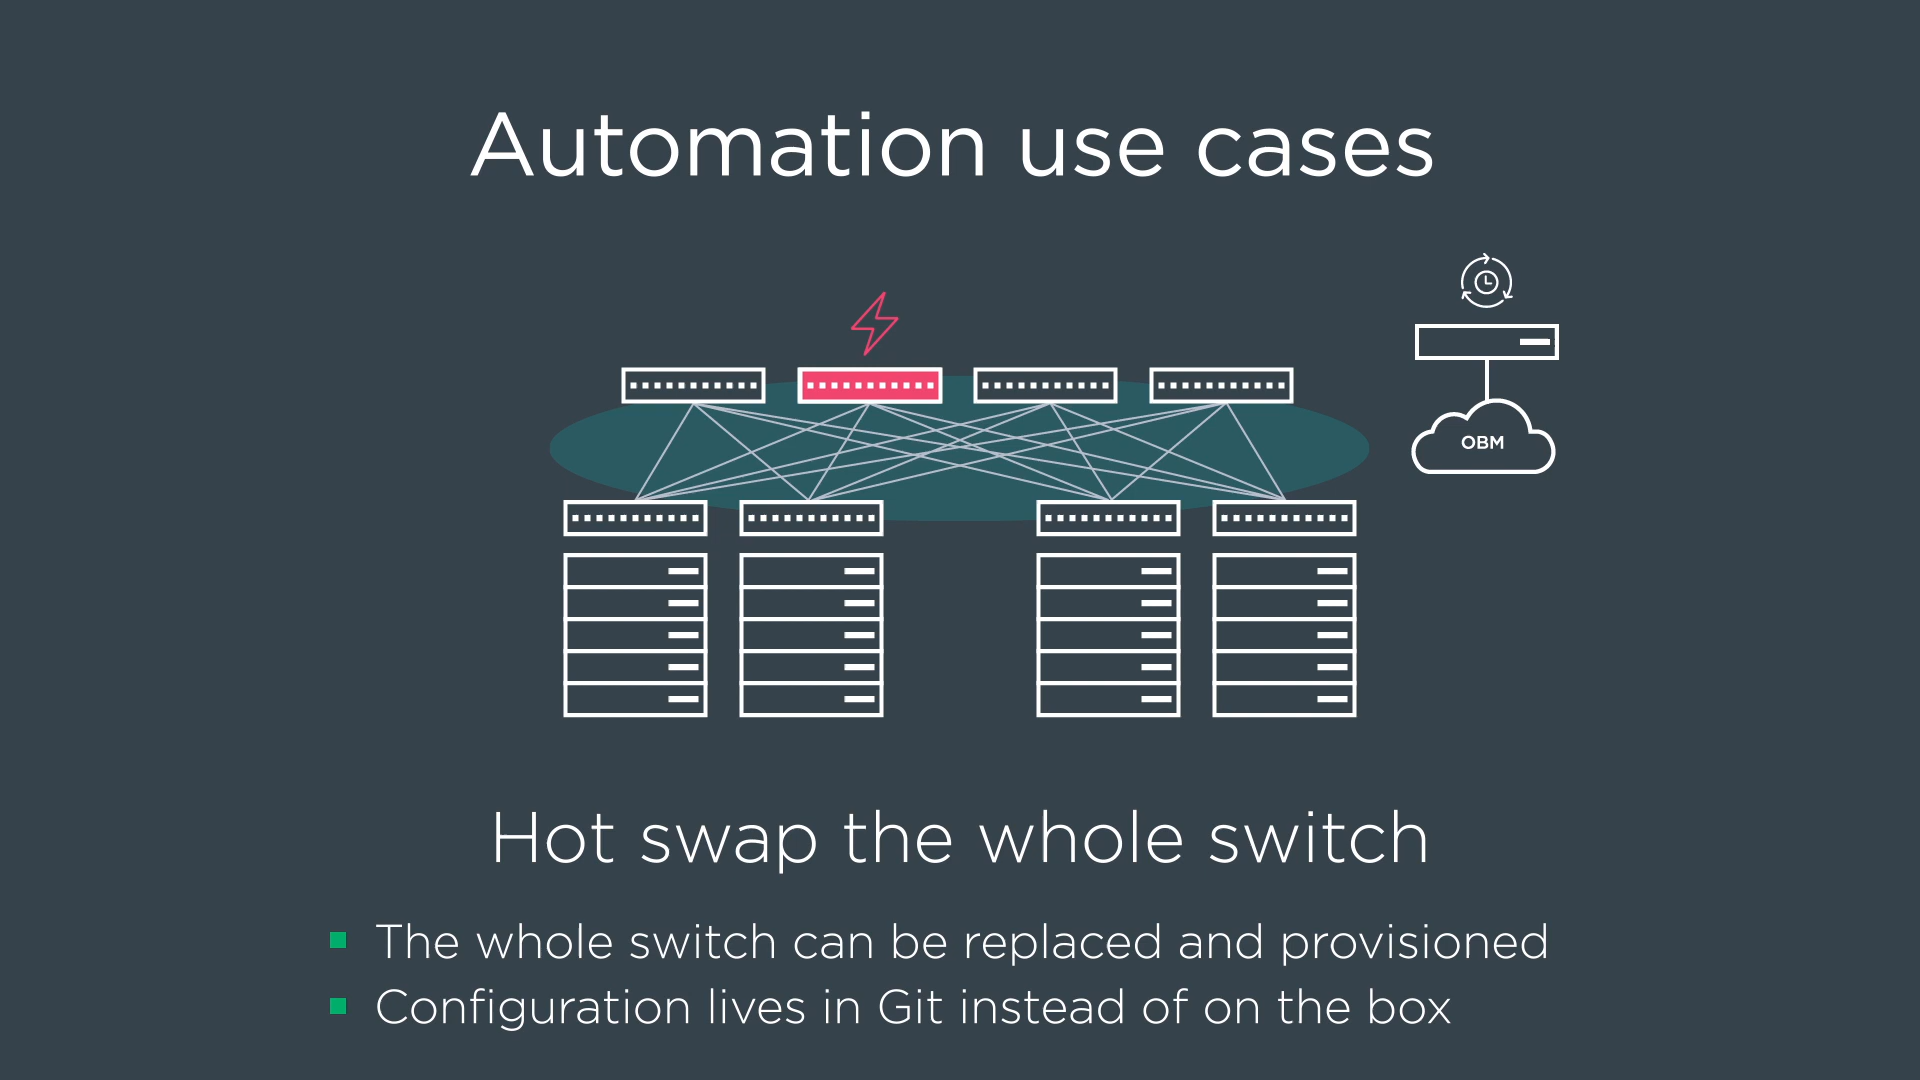 Automation use cases
OBM
Hot swap the whole switch
The whole switch can be replaced and provisioned
Configuration lives in Git instead of on the box